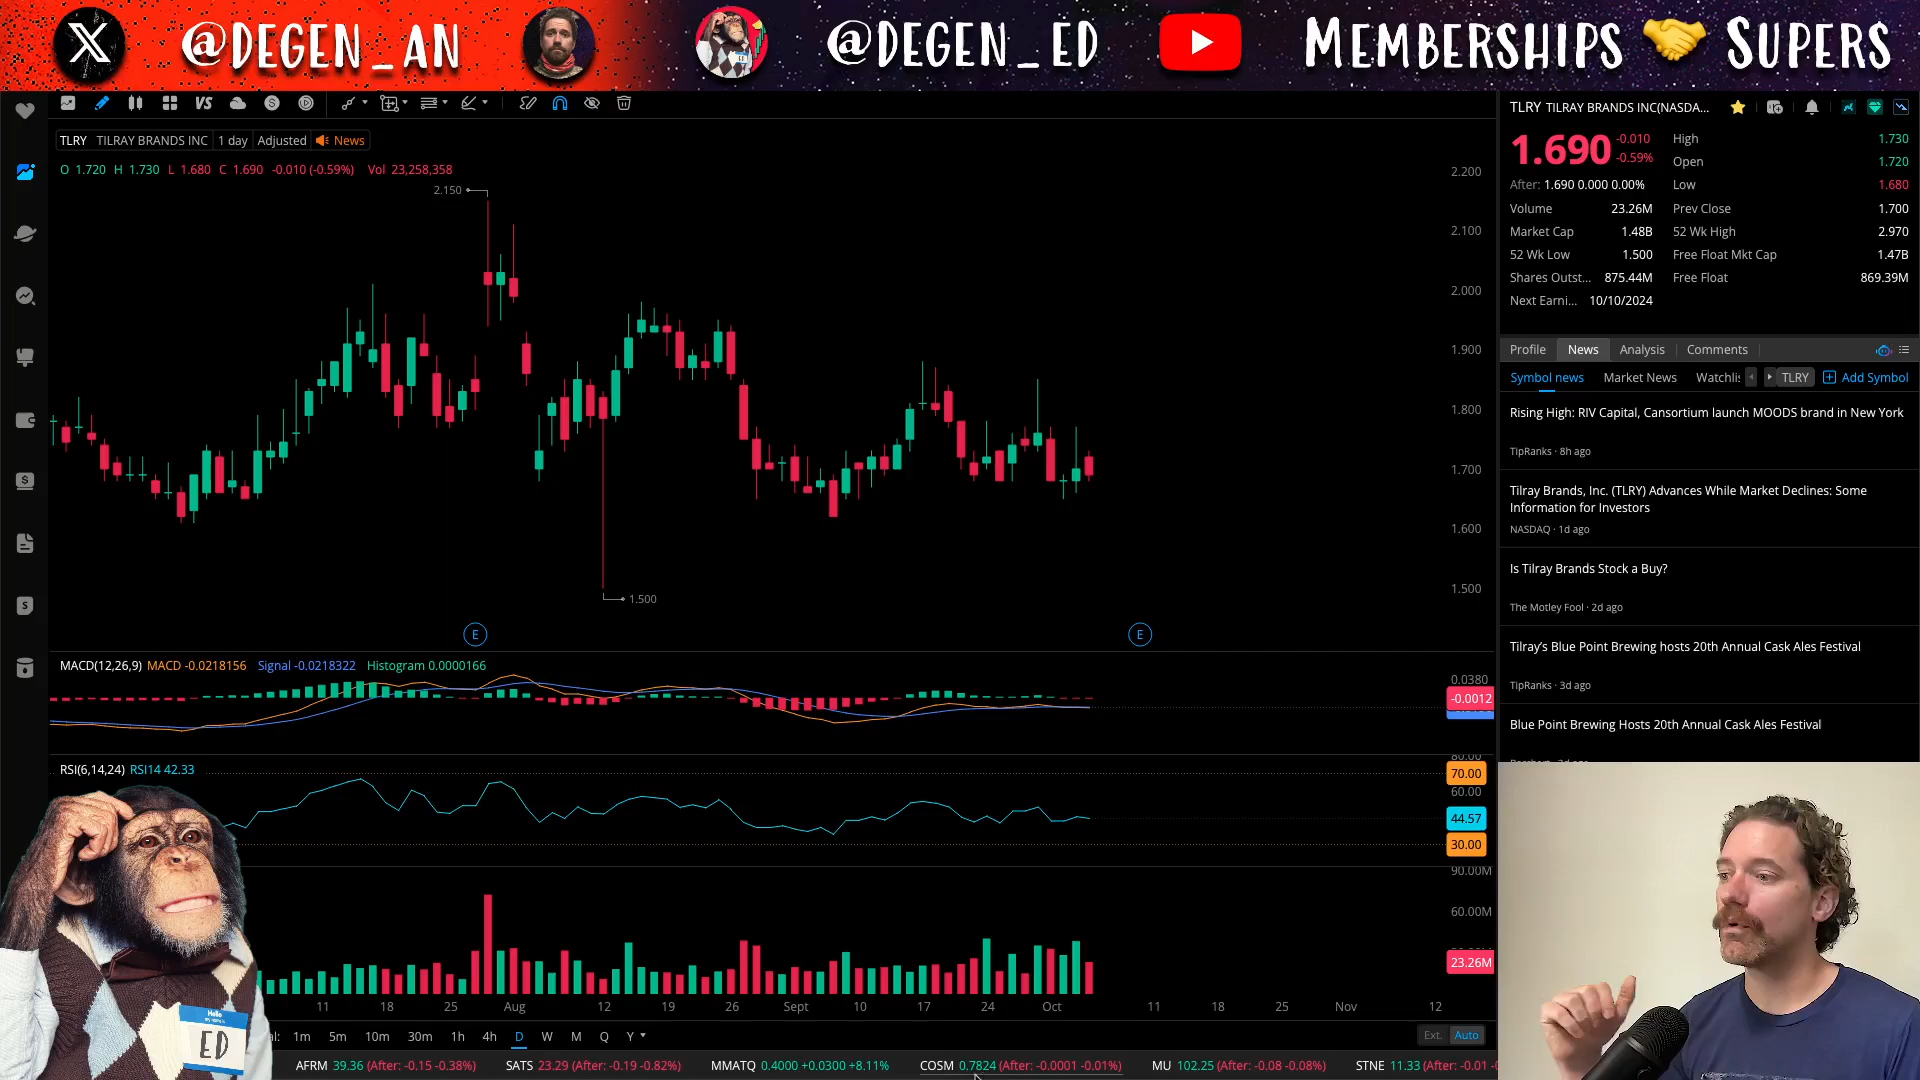 X @DEGEN_AN @DEGEN_ED MEMBERSHIPS SUPERS
VS
TLRY TILRAY BRANDS INC 1 day Adjusted News
O 1.720 H 1.730 L 1.680 C 1.690 -0.010 (-0.59%) Vol 23,258,358
2.150
2.200
2.100
2.000
1.900
1.800
1.700
1.600
1.500
1.500
E E
MACD(12,26,9) MACD -0.0218156 Signal -0.0218322 Histogram 0.0000166
0.0380
-0.0012
RSI(6,14,24) RSI14 42.33
80.00
70.00
60.00
44.57
30.00
90.00M
60.00M
23.26M
11 18 25 Aug 12 19 26 Sept 10 17 24 Oct 11 18 25 Nov 12
1m 5m 10m 30m 1h 4h D W M Q Y
Ext. Auto
AFRM 39.36 (After: -0.15 -0.38%) SATS 23.29 (After: -0.19 -0.82%) MMATQ 0.4000 +0.0300 +8.11% COSM 0.7824 (After: -0.0001 -0.01%) MU 102.25 (After: -0.08 -0.08%) STNE 11.33 (After: -0.01 -0
TLRY TILRAY BRANDS INC(NASDA...
1.690 -0.010
-0.59%
After: 1.690 0.000 0.00%
High 1.730
Open 1.720
Low 1.680
Volume 23.26M Prev Close 1.700
Market Cap 1.48B 52 Wk High 2.970
52 Wk Low 1.500 Free Float Mkt Cap 1.47B
Shares Outst... 875.44M Free Float 869.39M
Next Earni... 10/10/2024
Profile News Analysis Comments
Symbol news Market News Watchlis TLRY Add Symbol
Rising High: RIV Capital, Cansortium launch MOODS brand in New York
TipRanks · 8h ago
Tilray Brands, Inc. (TLRY) Advances While Market Declines: Some
Information for Investors
NASDAQ · 1d ago
Is Tilray Brands Stock a Buy?
The Motley Fool · 2d ago
Tilray's Blue Point Brewing hosts 20th Annual Cask Ales Festival
TipRanks · 3d ago
Blue Point Brewing Hosts 20th Annual Cask Ales Festival
Hello
my name is
ED